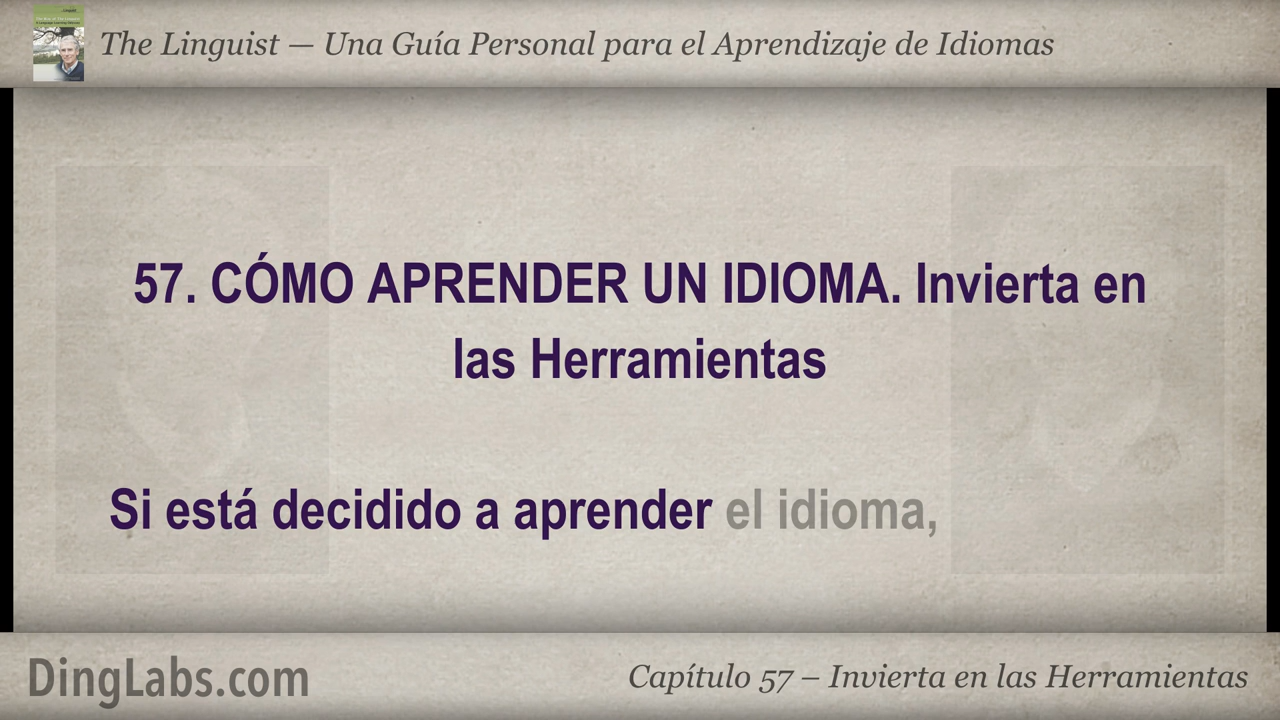 The Linguist — Una Guía Personal para el Aprendizaje de Idiomas
57. CÓMO APRENDER UN IDIOMA. Invierta en
las Herramientas
Si está decidido a aprender el idioma,
DingLabs.com
Capítulo 57 – Invierta en las Herramientas